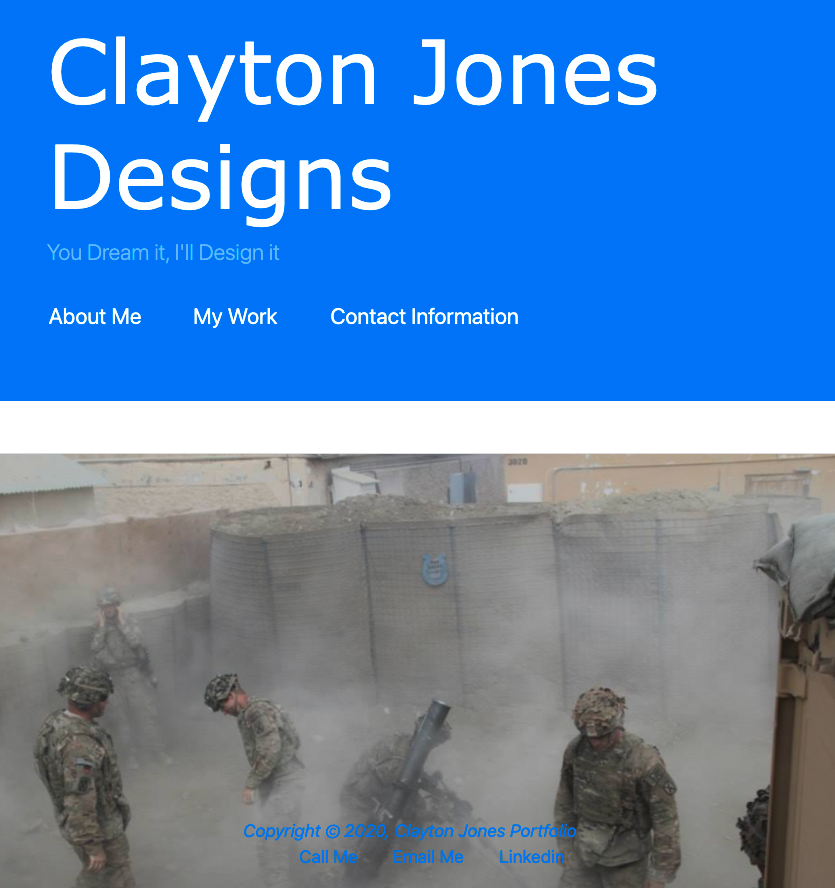 Clayton Jones
Designs
You Dream it, I'll Design it
About Me My Work Contact Information
3020
Copyright © 2020, Clayton Jones Portfolio
Call Me Email Me Linkedin